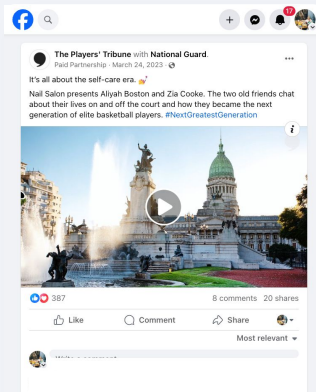 17
The Players' Tribune with National Guard.
Paid Partnership · March 24, 2023 ·
It's all about the self-care era. 💅
Nail Salon presents Aliyah Boston and Zia Cooke. The two old friends chat
about their lives on and off the court and how they became the next
generation of elite basketball players. #NextGreatestGeneration
387
8 comments 20 shares
Like Comment Share
Most relevant